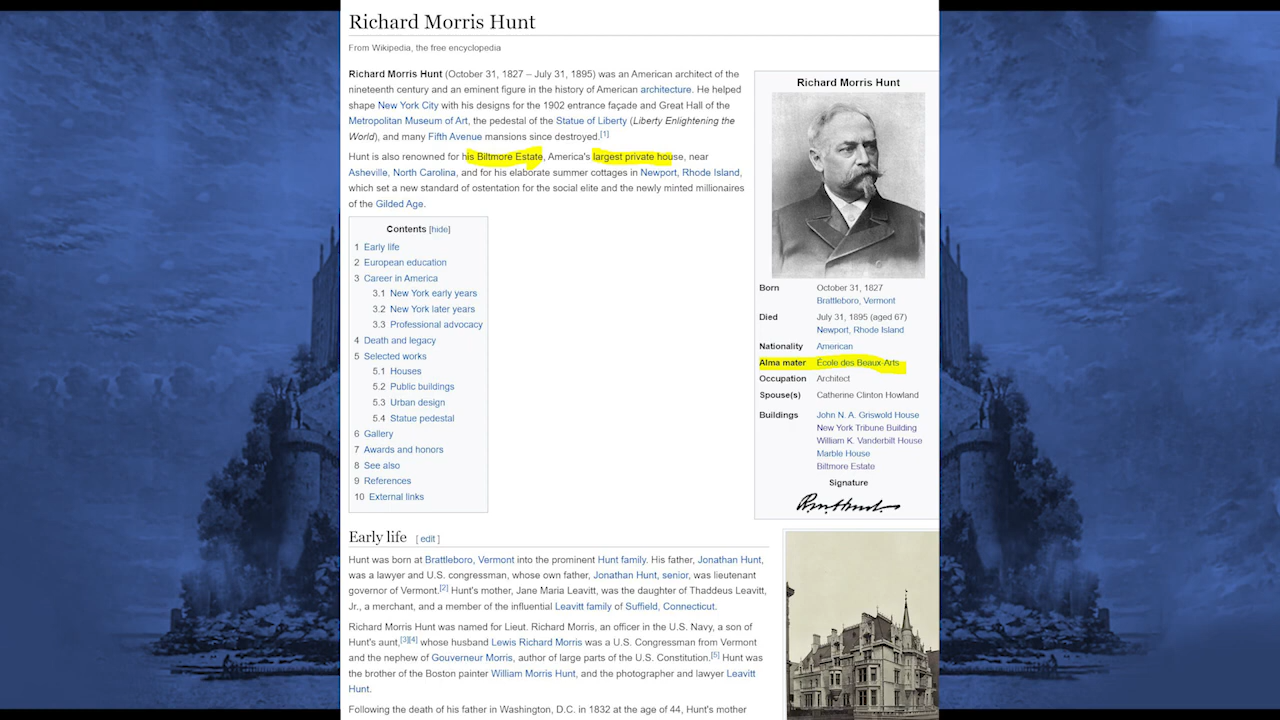 Richard Morris Hunt
From Wikipedia, the free encyclopedia
Richard Morris Hunt (October 31, 1827 – July 31, 1895) was an American architect of the
nineteenth century and an eminent figure in the history of American architecture. He helped
shape New York City with his designs for the 1902 entrance façade and Great Hall of the
Metropolitan Museum of Art, the pedestal of the Statue of Liberty (Liberty Enlightening the
World), and many Fifth Avenue mansions since destroyed.[1]
Hunt is also renowned for his Biltmore Estate, America's largest private house, near
Asheville, North Carolina, and for his elaborate summer cottages in Newport, Rhode Island,
which set a new standard of ostentation for the social elite and the newly minted millionaires
of the Gilded Age.
Contents [hide]
1 Early life
2 European education
3 Career in America
3.1 New York early years
3.2 New York later years
3.3 Professional advocacy
4 Death and legacy
5 Selected works
5.1 Houses
5.2 Public buildings
5.3 Urban design
5.4 Statue pedestal
6 Gallery
7 Awards and honors
8 See also
9 References
10 External links
Richard Morris Hunt
Born October 31, 1827
Brattleboro, Vermont
Died July 31, 1895 (aged 67)
Newport, Rhode Island
Nationality American
Alma mater École des Beaux-Arts
Occupation Architect
Spouse(s) Catherine Clinton Howland
Buildings John N. A. Griswold House
New York Tribune Building
William K. Vanderbilt House
Marble House
Biltmore Estate
Signature
Early life [ edit ]
Hunt was born at Brattleboro, Vermont into the prominent Hunt family. His father, Jonathan Hunt,
was a lawyer and U.S. congressman, whose own father, Jonathan Hunt, senior, was lieutenant
governor of Vermont.[2] Hunt's mother, Jane Maria Leavitt, was the daughter of Thaddeus Leavitt,
Jr., a merchant, and a member of the influential Leavitt family of Suffield, Connecticut.
Richard Morris Hunt was named for Lieut. Richard Morris, an officer in the U.S. Navy, a son of
Hunt's aunt,[3][4] whose husband Lewis Richard Morris was a U.S. Congressman from Vermont
and the nephew of Gouverneur Morris, author of large parts of the U.S. Constitution.[5] Hunt was
the brother of the Boston painter William Morris Hunt, and the photographer and lawyer Leavitt
Hunt.
Following the death of his father in Washington, D.C. in 1832 at the age of 44, Hunt's mother